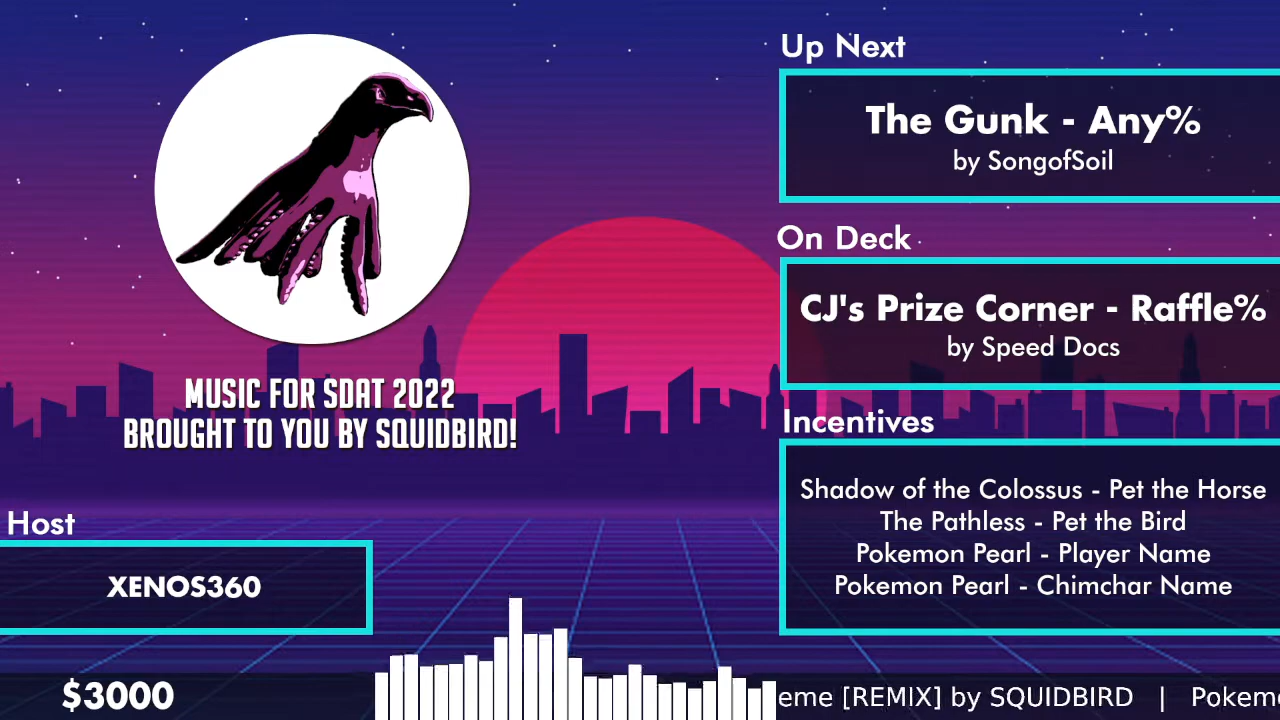 Up Next
The Gunk - Any%
by SongofSoil
On Deck
CJ's Prize Corner - Raffle%
by Speed Docs
MUSIC FOR SDAT 2022
BROUGHT TO YOU BY SQUIDBIRD!
Incentives
Shadow of the Colossus - Pet the Horse
The Pathless - Pet the Bird
Pokemon Pearl - Player Name
Pokemon Pearl - Chimchar Name
Host
XENOS360
$3000
eme [REMIX] by SQUIDBIRD | Pokem